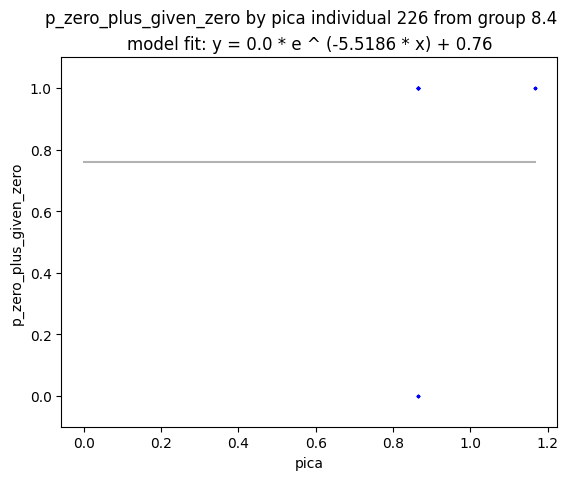 p_zero_plus_given_zero by pica individual 226 from group 8.4
model fit: y = 0.0 * e ^ (-5.5186 * x) + 0.76
1.0
0.8
0.6
0.4
0.2
0.0
p_zero_plus_given_zero
0.0 0.2 0.4 0.6 0.8 1.0 1.2
pica